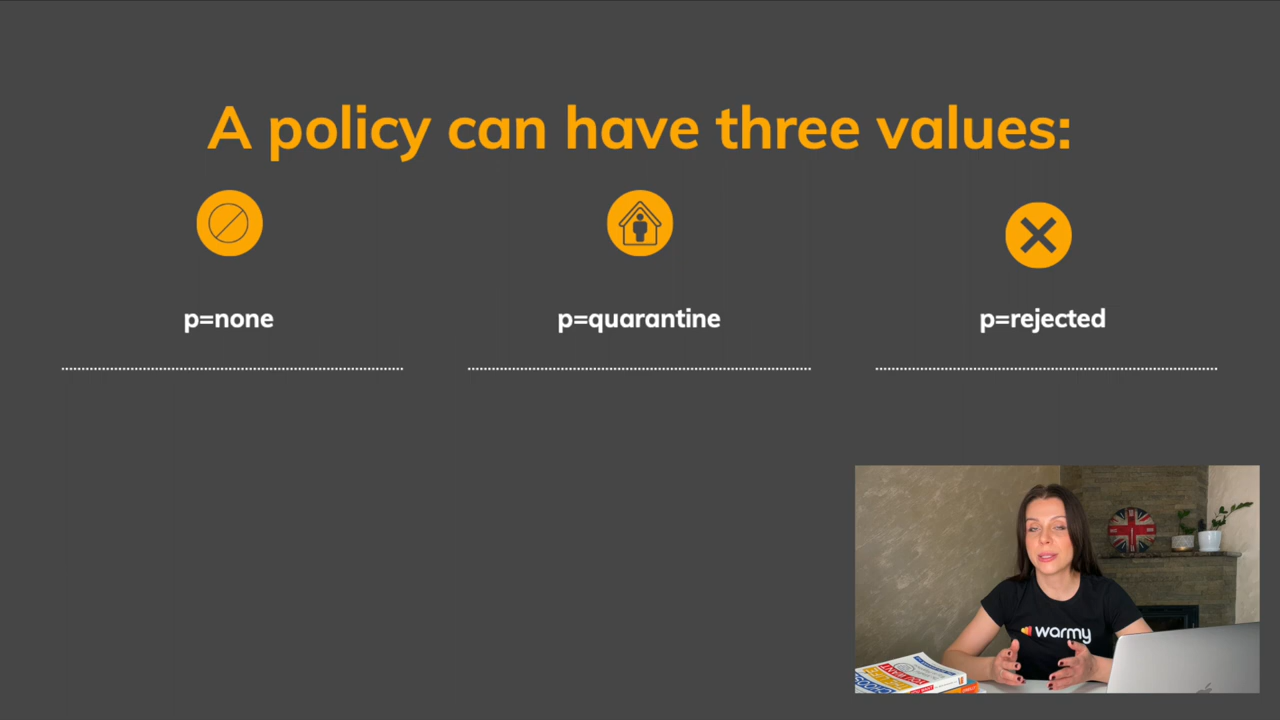 A policy can have three values:
p=none
p=quarantine
p=rejected
warmy